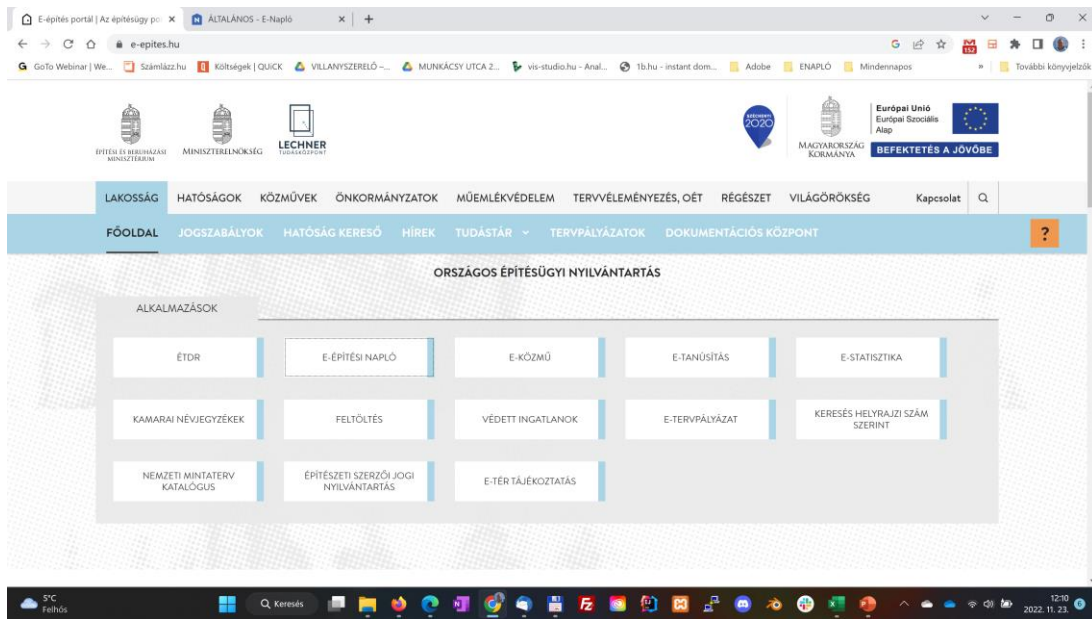 E-építés portál | Az építésügy po
ÁLTALÁNOS - E-Napló
e-epites.hu
GoTo Webinar | We...
Számlázz.hu
Költségek | QUiCK
VILLANYSZERELŐ –...
MUNKÁCSY UTCA 2...
vis-studio.hu - Anal...
1b.hu - instant dom...
Adobe
ENAPLÓ
Mindennapos
»
További könyvjelzők
152
ÉPÍTÉSI ÉS BERUHÁZÁSI
MINISZTÉRIUM
MINISZTERELNÖKSÉG
LECHNER
TUDÁSKÖZPONT
SZÉCHENYI
2020
MAGYARORSZÁG
KORMÁNYA
Európai Unió
Európai Szociális
Alap
BEFEKTETÉS A JÖVŐBE
LAKOSSÁG HATÓSÁGOK KÖZMŰVEK ÖNKORMÁNYZATOK MŰEMLÉKVÉDELEM TERVVÉLEMÉNYEZÉS, OÉT RÉGÉSZET VILÁGÖRÖKSÉG Kapcsolat
FŐOLDAL JOGSZABÁLYOK HATÓSÁG KERESŐ HÍREK TUDÁSTÁR TERVPÁLYÁZATOK DOKUMENTÁCIÓS KÖZPONT ?
ORSZÁGOS ÉPÍTÉSÜGYI NYILVÁNTARTÁS
ALKALMAZÁSOK
ÉTDR
E-ÉPÍTÉSI NAPLÓ
E-KÖZMŰ
E-TANÚSÍTÁS
E-STATISZTIKA
KAMARAI NÉVJEGYZÉKEK
FELTÖLTÉS
VÉDETT INGATLANOK
E-TERVPÁLYÁZAT
KERESÉS HELYRAJZI SZÁM
SZERINT
NEMZETI MINTATERV
KATALÓGUS
ÉPÍTÉSZETI SZERZŐI JOGI
NYILVÁNTARTÁS
E-TÉR TÁJÉKOZTATÁS
5°C
Felhős
Keresés
12:10
2022. 11. 23.